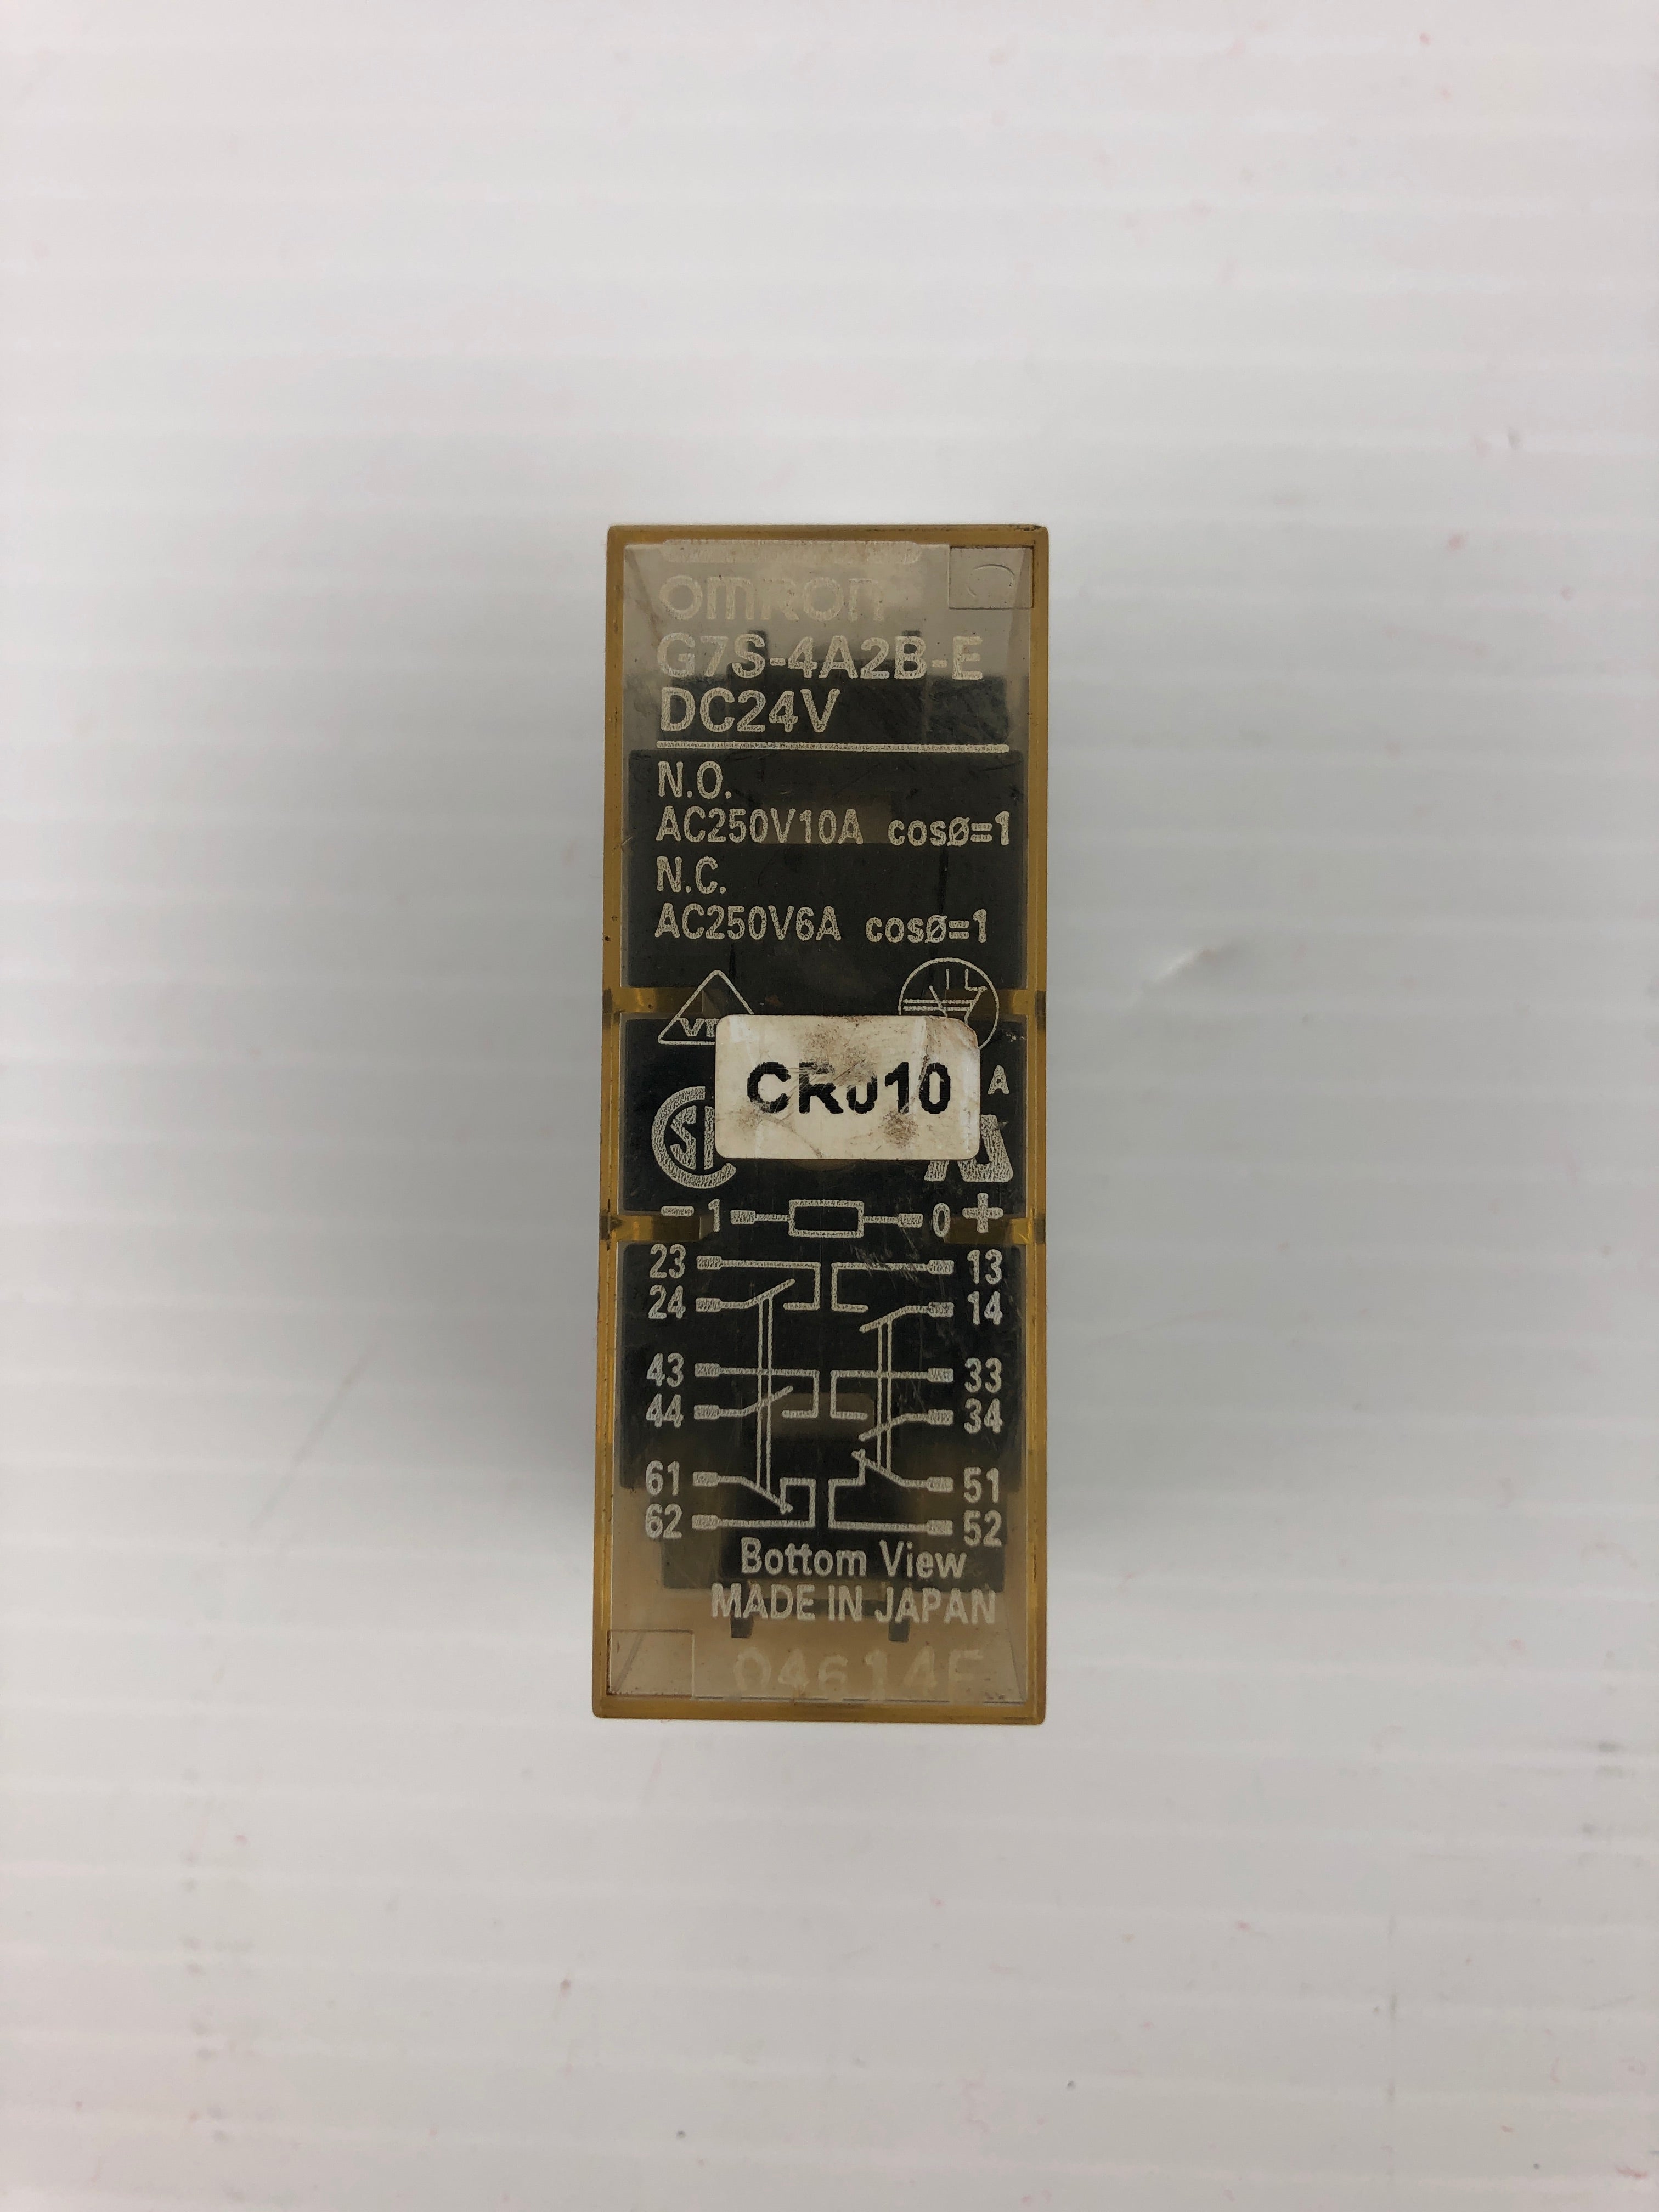 omron
G7S-4A2B-E
DC24V
N.O.
AC250V10A cosø=1
N.C.
AC250V6A cosø=1
CR010
A
− 1 0 +
23 13
24 14
43 33
44 34
61 51
62 52
Bottom View
MADE IN JAPAN